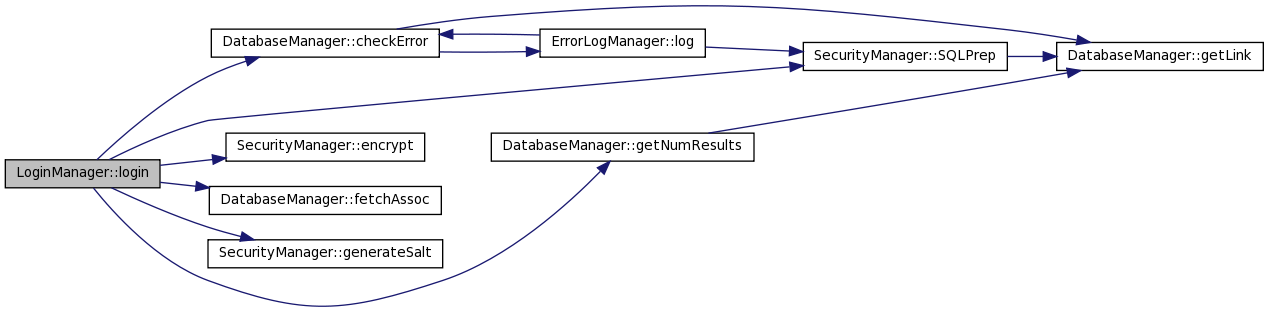 DatabaseManager::checkError
ErrorLogManager::log
SecurityManager::SQLPrep
DatabaseManager::getLink
SecurityManager::encrypt
DatabaseManager::getNumResults
LoginManager::login
DatabaseManager::fetchAssoc
SecurityManager::generateSalt